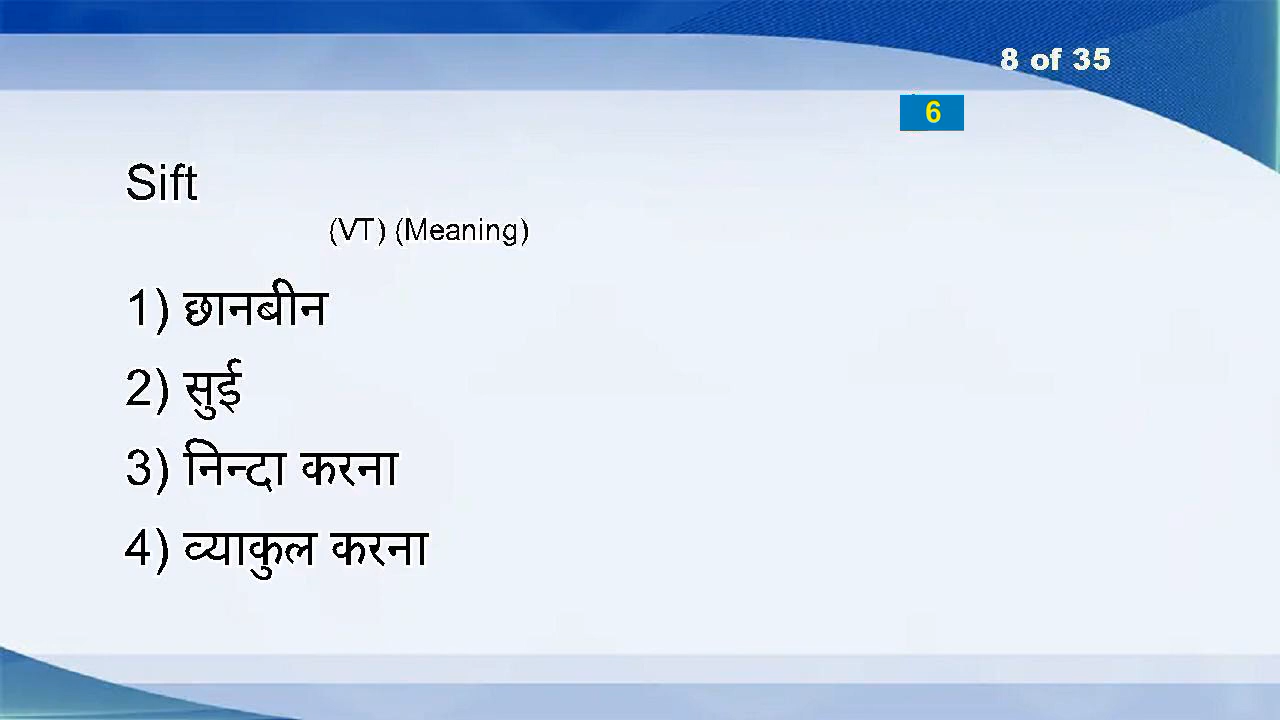 8 of 35
6
Sift
(VT) (Meaning)
1) छानबीन
2) सुई
3) निन्दा करना
4) व्याकुल करना